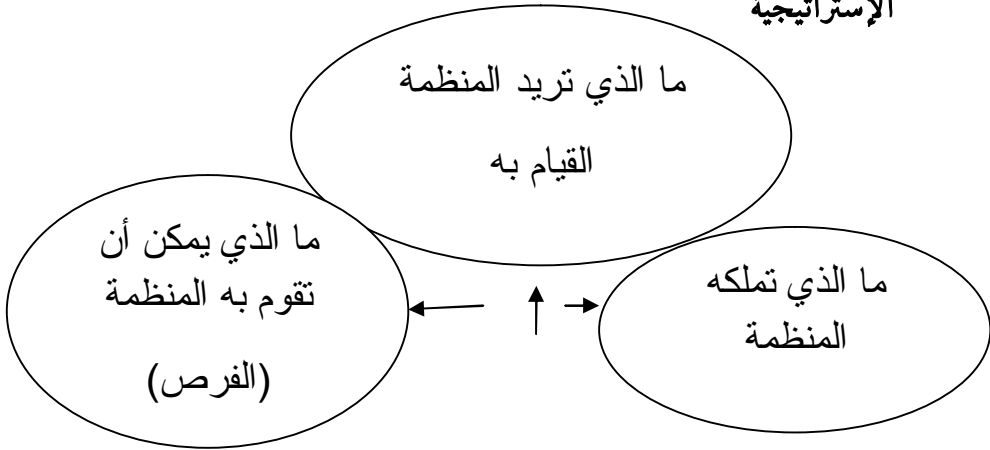 الإستراتيجية
ما الذي تريد المنظمة
القيام به
ما الذي تملكه
المنظمة
ما الذي يمكن أن
تقوم به المنظمة
(الفرص)